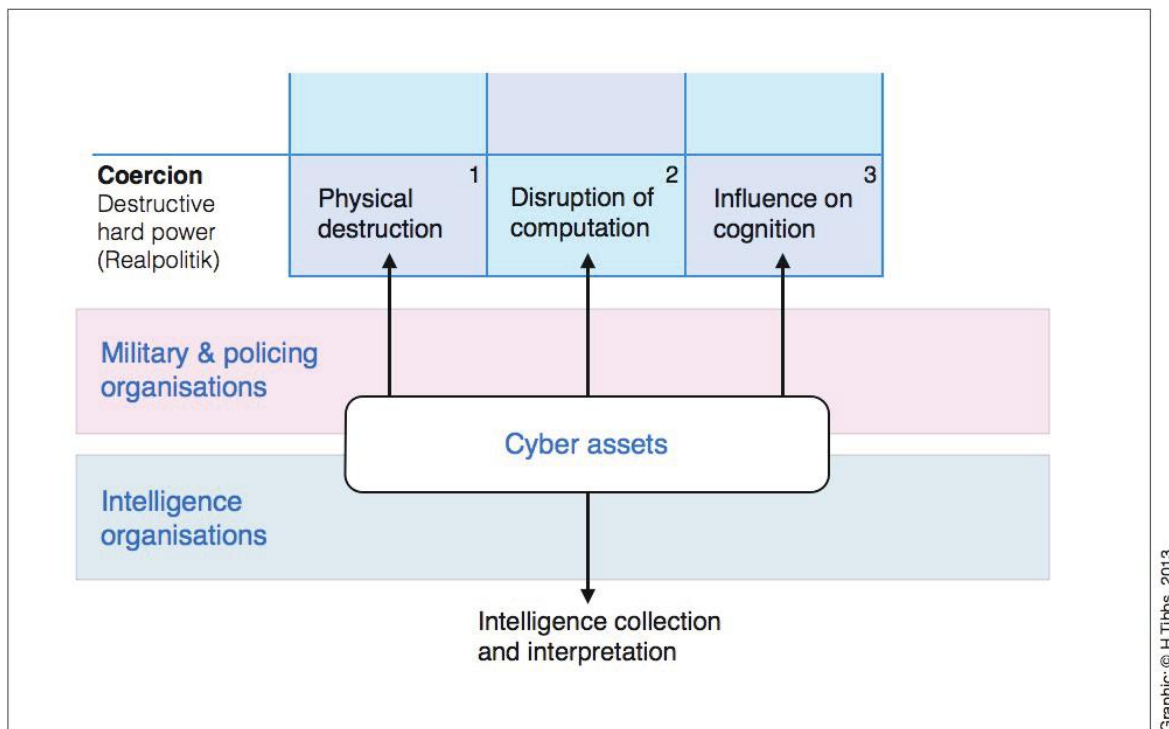 Coercion
Destructive
hard power
(Realpolitik)
1
Physical
destruction
2
Disruption of
computation
3
Influence on
cognition
Military & policing
organisations
Cyber assets
Intelligence
organisations
Intelligence collection
and interpretation
Graphic: © H Tibbs, 2013